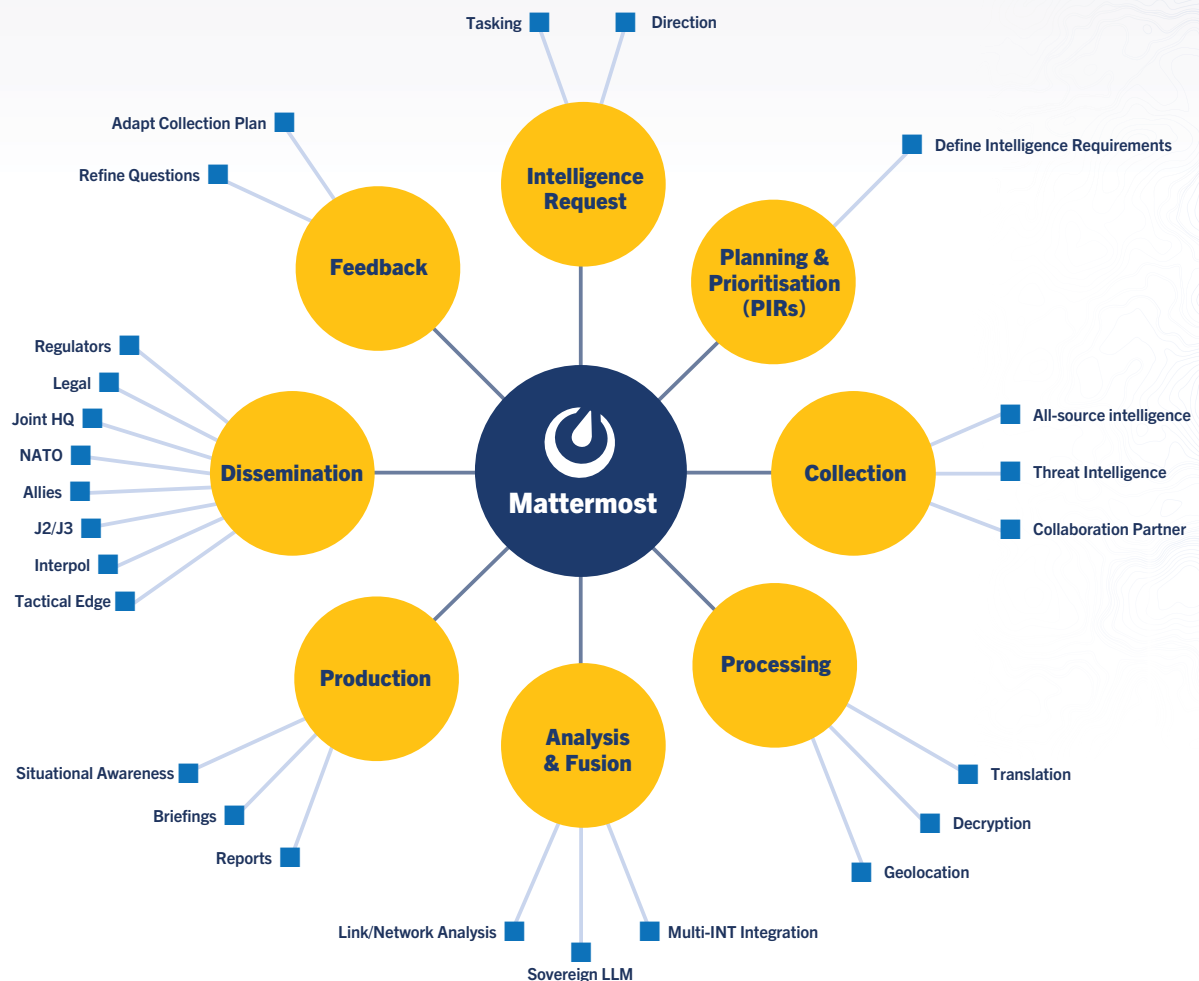 Tasking
Direction
Intelligence
Request
Adapt Collection Plan
Refine Questions
Feedback
Define Intelligence Requirements
Planning &
Prioritisation
(PIRs)
Regulators
Legal
Joint HQ
NATO
Allies
J2/J3
Interpol
Tactical Edge
Dissemination
Mattermost
Collection
All-source intelligence
Threat Intelligence
Collaboration Partner
Production
Situational Awareness
Briefings
Reports
Analysis
& Fusion
Link/Network Analysis
Sovereign LLM
Multi-INT Integration
Processing
Translation
Decryption
Geolocation